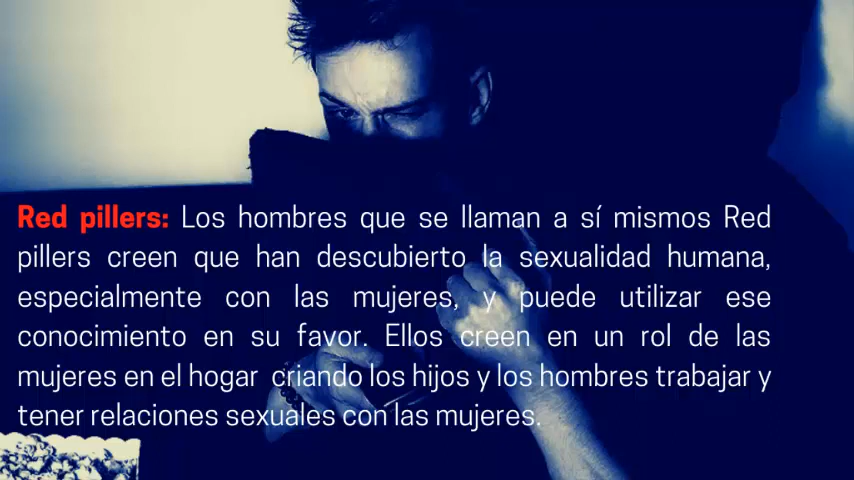 Red pillers: Los hombres que se llaman a sí mismos Red
pillers creen que han descubierto la sexualidad humana,
especialmente con las mujeres, y puede utilizar ese
conocimiento en su favor. Ellos creen en un rol de las
mujeres en el hogar criando los hijos y los hombres trabajar y
tener relaciones sexuales con las mujeres.